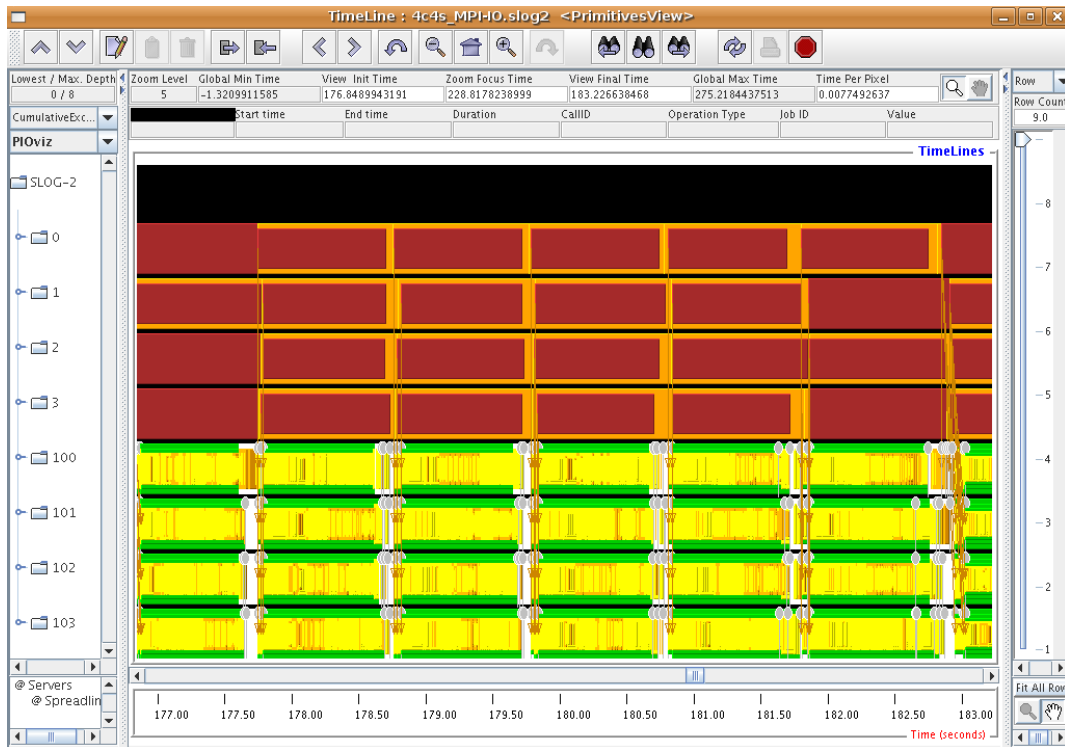 TimeLine : 4c4s_MPI-IO.slog2 <PrimitivesView>
Lowest / Max. Depth
0 / 8
Zoom Level Global Min Time View Init Time Zoom Focus Time View Final Time Global Max Time Time Per Pixel
5 -1.3209911585 176.8489943191 228.8178238999 183.226638468 275.2184437513 0.0077492637
Row
Row Count
9.0
CumulativeExc...
Start time End time Duration CallID Operation Type Job ID Value
PIOviz
TimeLines
SLOG-2
0
1
2
3
100
101
102
103
8
7
6
5
4
3
2
1
@ Servers
@ Spreadlin
Fit All Row
177.00 177.50 178.00 178.50 179.00 179.50 180.00 180.50 181.00 181.50 182.00 182.50 183.00
Time (seconds)